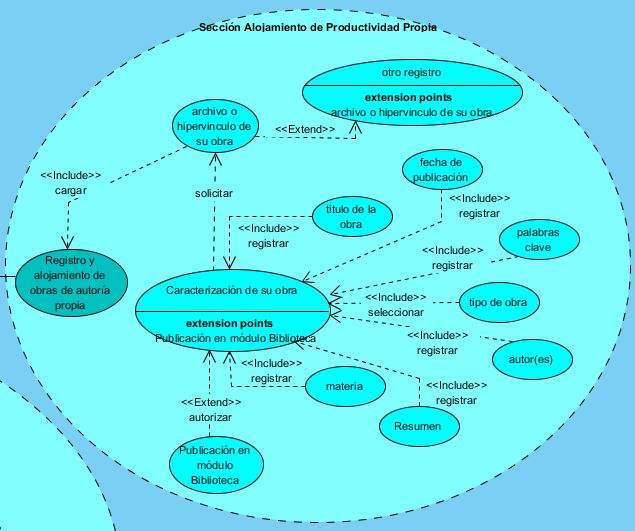 Sección Alojamiento de Productividad Propia
otro registro
extension points
archivo o hipervinculo de su obra
archivo o
hipervinculo de
su obra
<<Extend>>
<<Include>>
cargar
solicitar
fecha de
publicación
<<Include>>
registrar
titulo de la
obra
<<Include>>
registrar
palabras
clave
<<Include>>
registrar
Registro y
alojamiento de
obras de autoría
propia
Caracterización de su obra
extension points
Publicación en módulo Biblioteca
<<Include>>
seleccionar
tipo de obra
<<Include>>
registrar
autor(es)
<<Include>>
registrar
materia
<<Include>>
registrar
Resumen
<<Extend>>
autorizar
Publicación en
módulo
Biblioteca